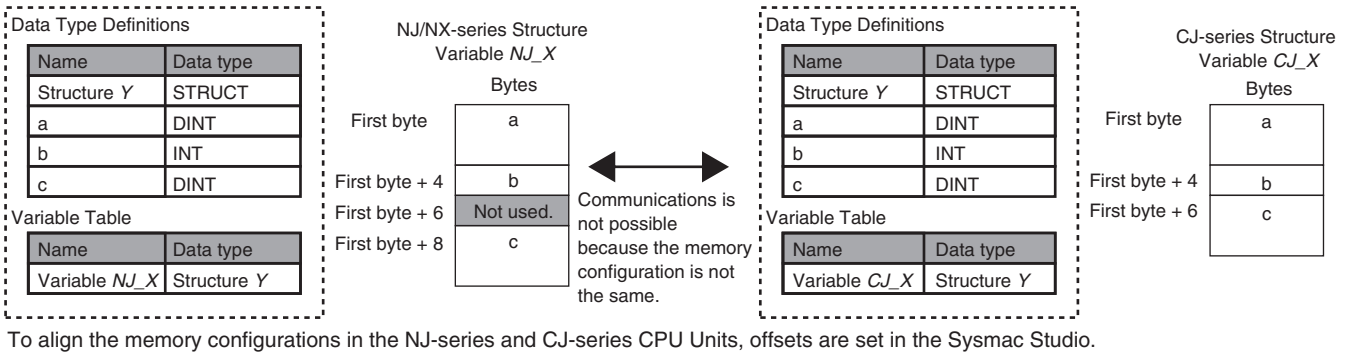 Data Type Definitions
Name Data type
Structure Y STRUCT
a DINT
b INT
c DINT
Variable Table
Name Data type
Variable NJ_X Structure Y
NJ/NX-series Structure
Variable NJ_X
Bytes
First byte a
First byte + 4 b
First byte + 6 Not used.
First byte + 8 c
Communications is
not possible
because the memory
configuration is not
the same.
Data Type Definitions
Name Data type
Structure Y STRUCT
a DINT
b INT
c DINT
Variable Table
Name Data type
Variable CJ_X Structure Y
CJ-series Structure
Variable CJ_X
Bytes
First byte a
First byte + 4 b
First byte + 6 c
To align the memory configurations in the NJ-series and CJ-series CPU Units, offsets are set in the Sysmac Studio.